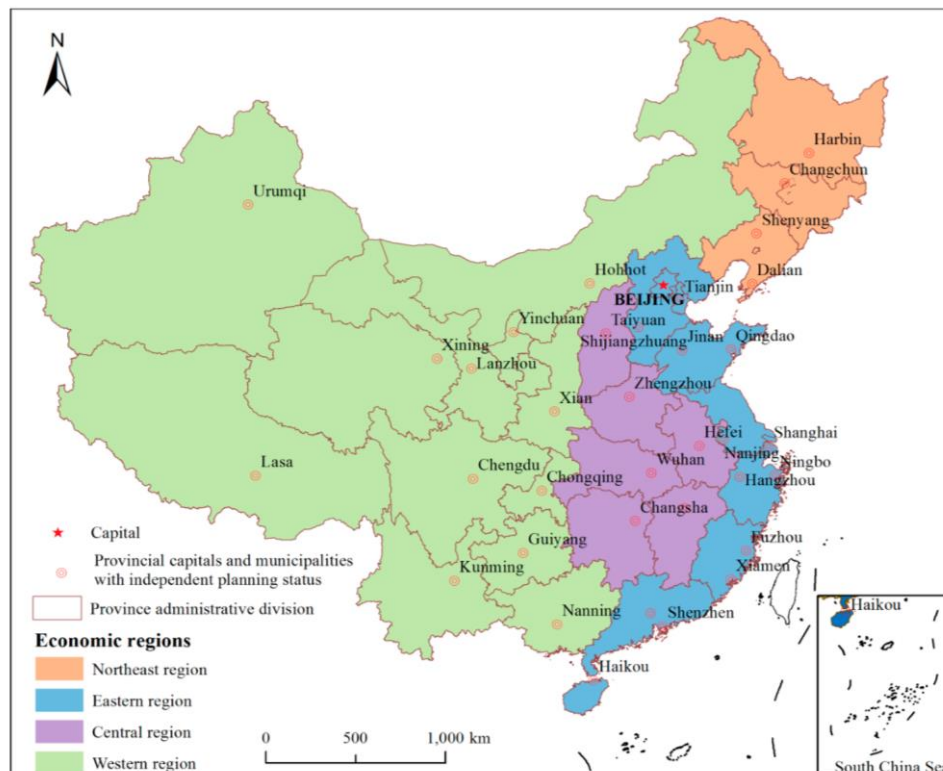 N
Harbin
Changchun
Urumqi
Shenyang
Hohhot
Dalian
Tianjin
BEIJING
Yinchuan
Taiyuan
Xining
Shijiangzhuang
Jinan
Qingdao
Lanzhou
Zhengzhou
Xian
Hefei
Shanghai
Lasa
Chengdu
Wuhan
Nanjing
Ningbo
Chongqing
Hangzhou
Changsha
Capital
Guiyang
Fuzhou
Provincial capitals and municipalities
with independent planning status
Kunming
Xiamen
Province administrative division
Nanning
Shenzhen
Haikou
Economic regions
Haikou
Northeast region
Eastern region
Central region
0 500 1,000 km
Western region
South China Sea